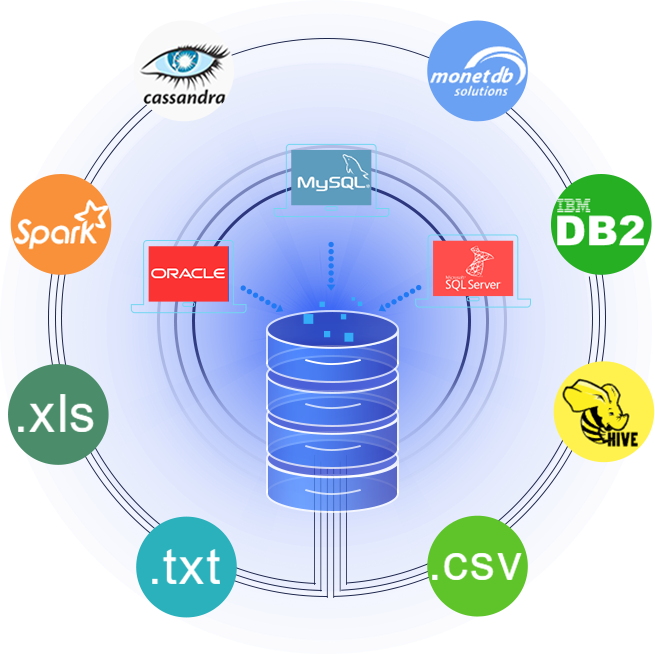 cassandra
monetdb
solutions
MySQL
Spark
IBM
DB2
ORACLE
Microsoft
SQL Server
.xls
HIVE
.txt
.csv